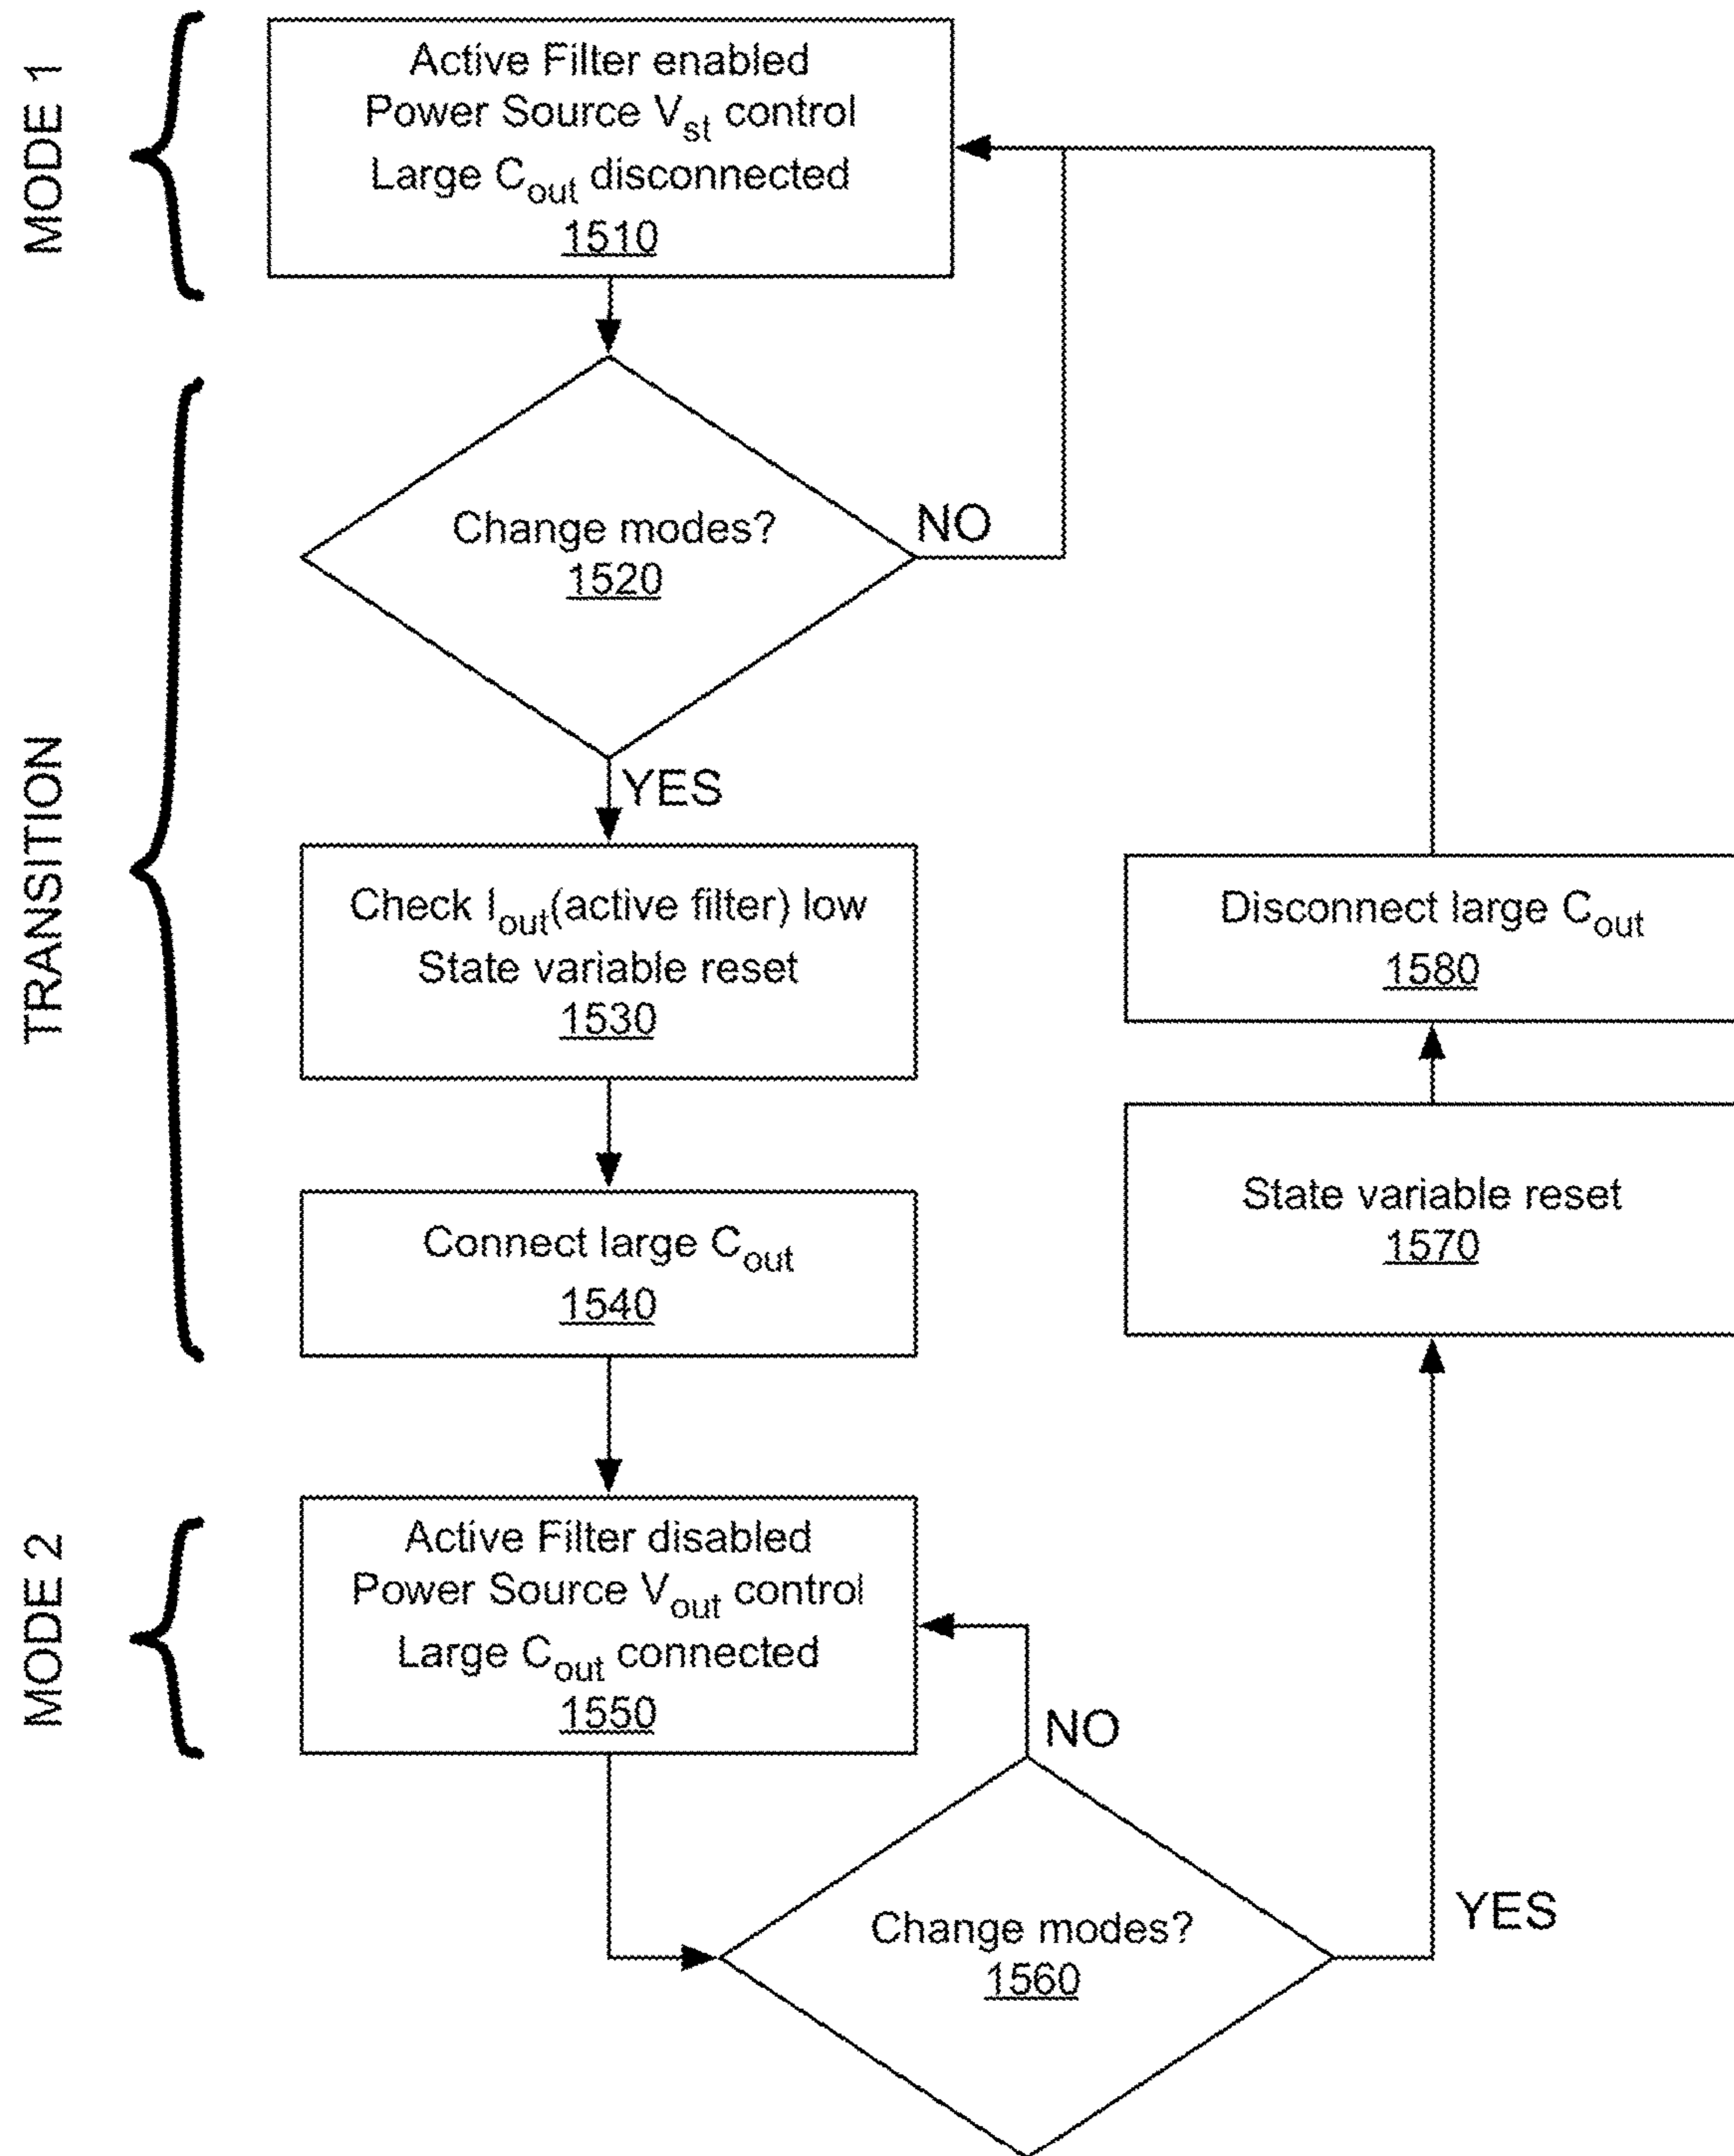 MODE 1
Active Filter enabled
Power Source Vst control
Large Cout disconnected
1510
TRANSITION
Change modes?
1520
NO
YES
Check Iout(active filter) low
State variable reset
1530
Connect large Cout
1540
Disconnect large Cout
1580
State variable reset
1570
MODE 2
Active Filter disabled
Power Source Vout control
Large Cout connected
1550
NO
Change modes?
1560
YES